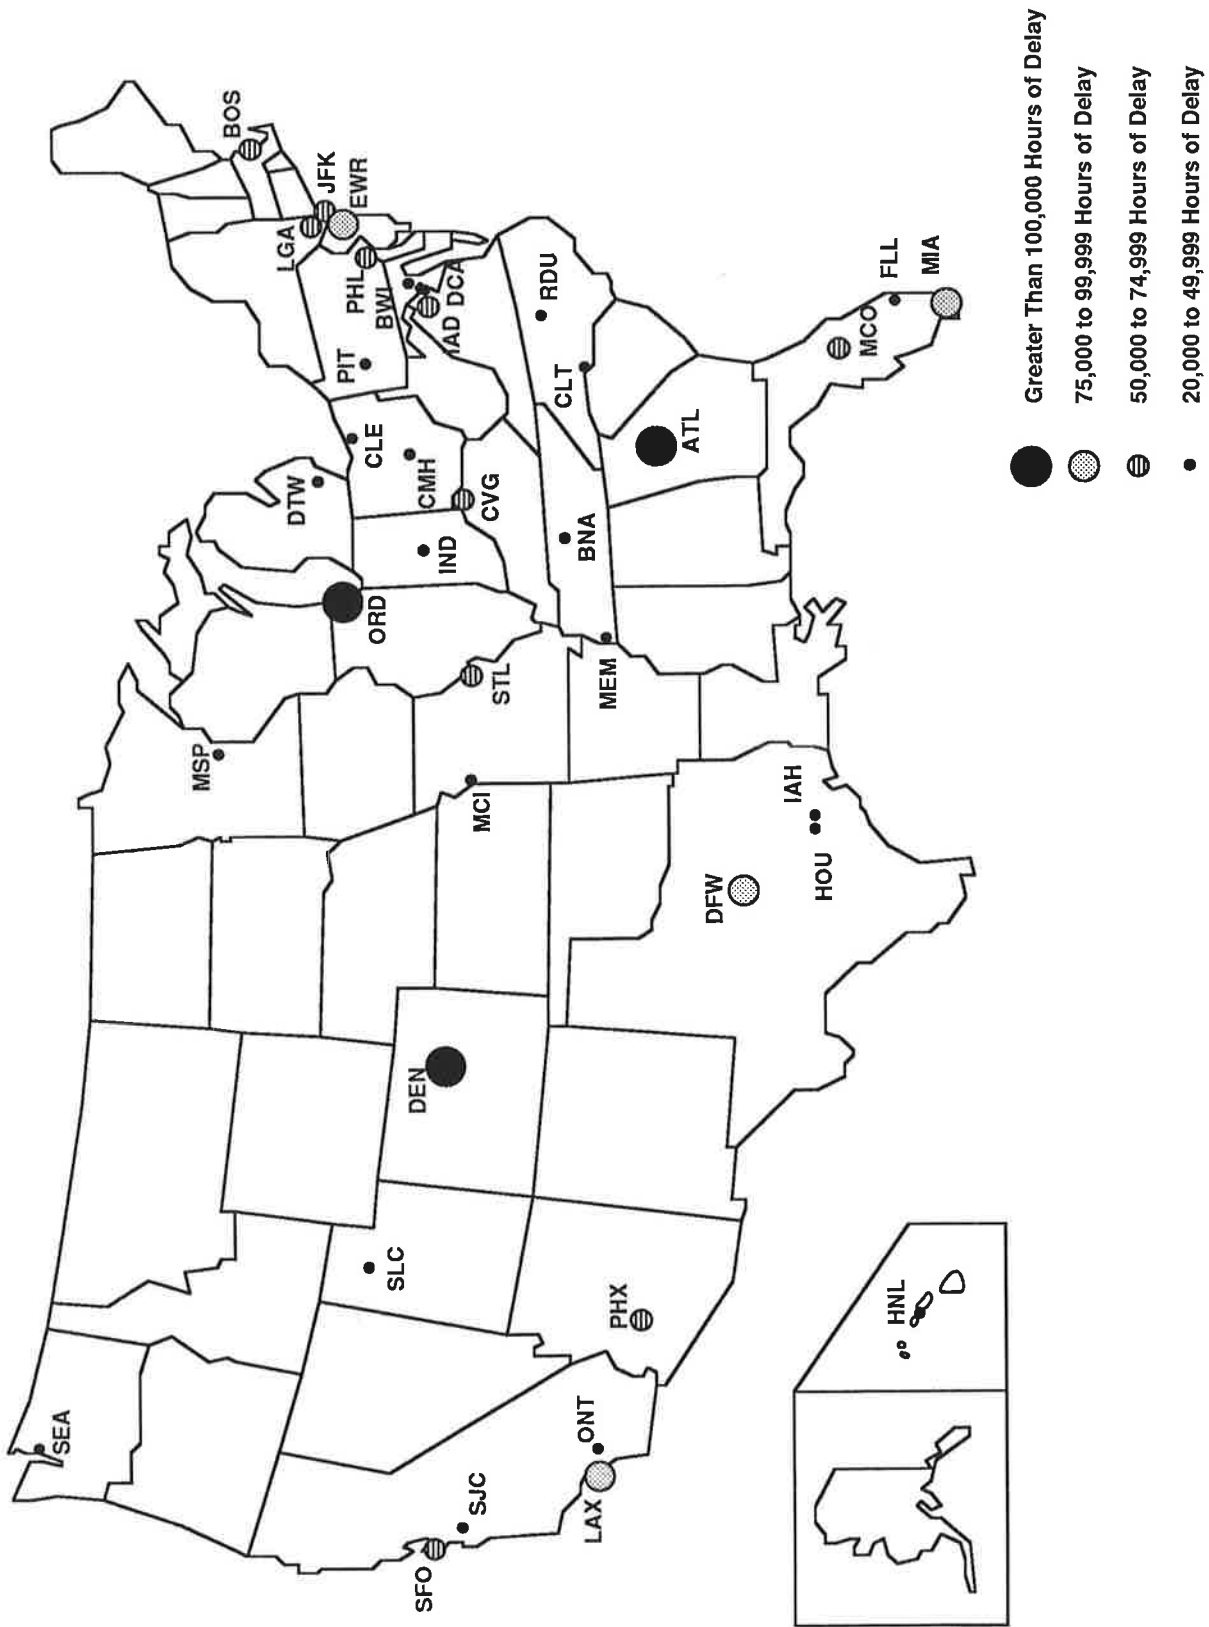 SEA
MSP
DTW
BOS
LGA
JFK
EWR
PHL
BWI
DCA
IAD
PIT
CLE
CMH
CVG
IND
ORD
STL
MCI
SLC
DEN
SFO
SJC
LAX
ONT
PHX
RDU
CLT
BNA
MEM
ATL
DFW
IAH
HOU
MCO
FLL
MIA
HNL
Greater Than 100,000 Hours of Delay
75,000 to 99,999 Hours of Delay
50,000 to 74,999 Hours of Delay
20,000 to 49,999 Hours of Delay